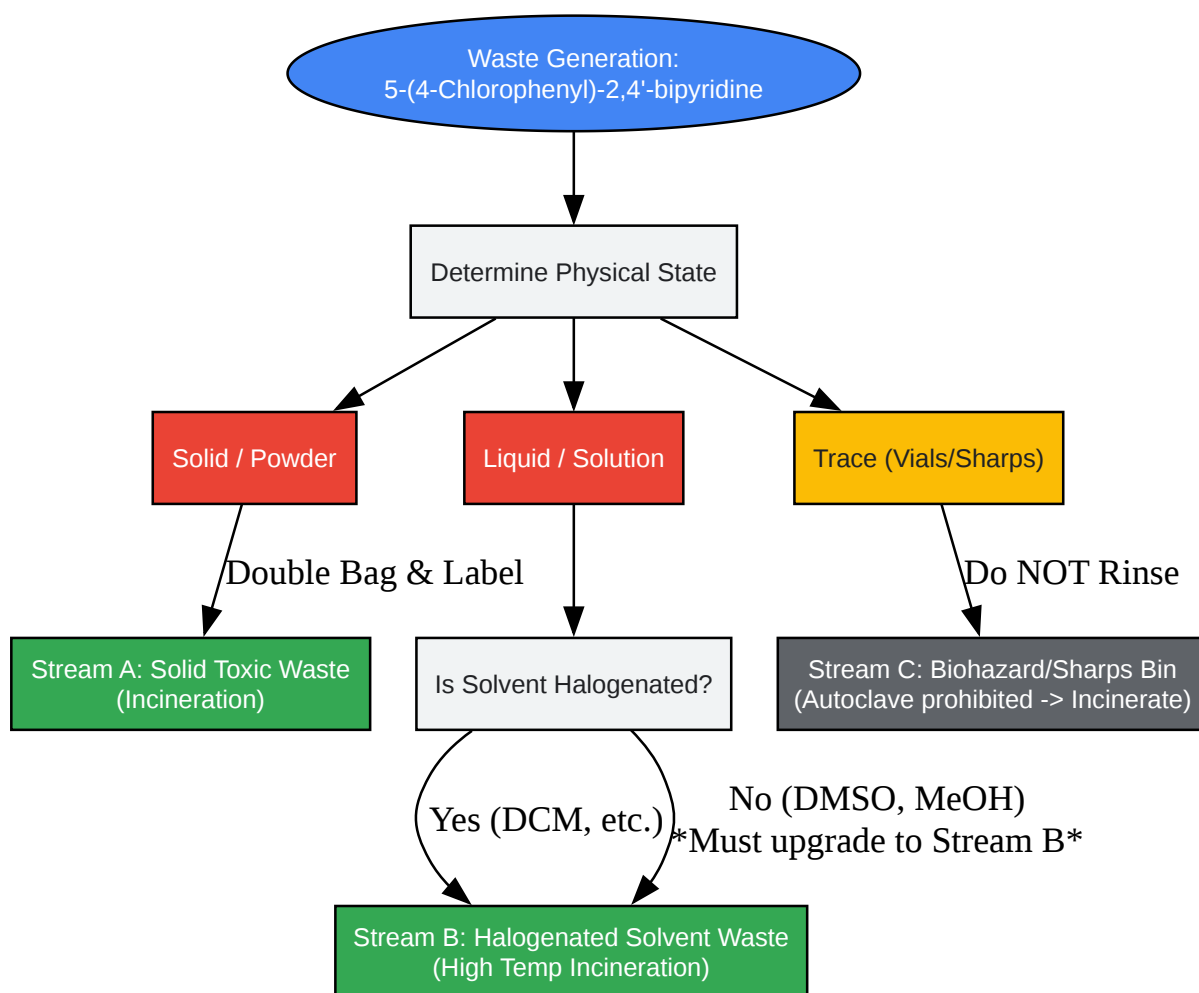 Waste Generation:
5-(4-Chlorophenyl)-2,4'-bipyridine
Determine Physical State
Solid / Powder
Liquid / Solution
Trace (Vials/Sharps)
Double Bag & Label
Do NOT Rinse
Stream A: Solid Toxic Waste
(Incineration)
Is Solvent Halogenated?
Stream C: Biohazard/Sharps Bin
(Autoclave prohibited -> Incinerate)
Yes (DCM, etc.)
No (DMSO, MeOH)
*Must upgrade to Stream B*
Stream B: Halogenated Solvent Waste
(High Temp Incineration)